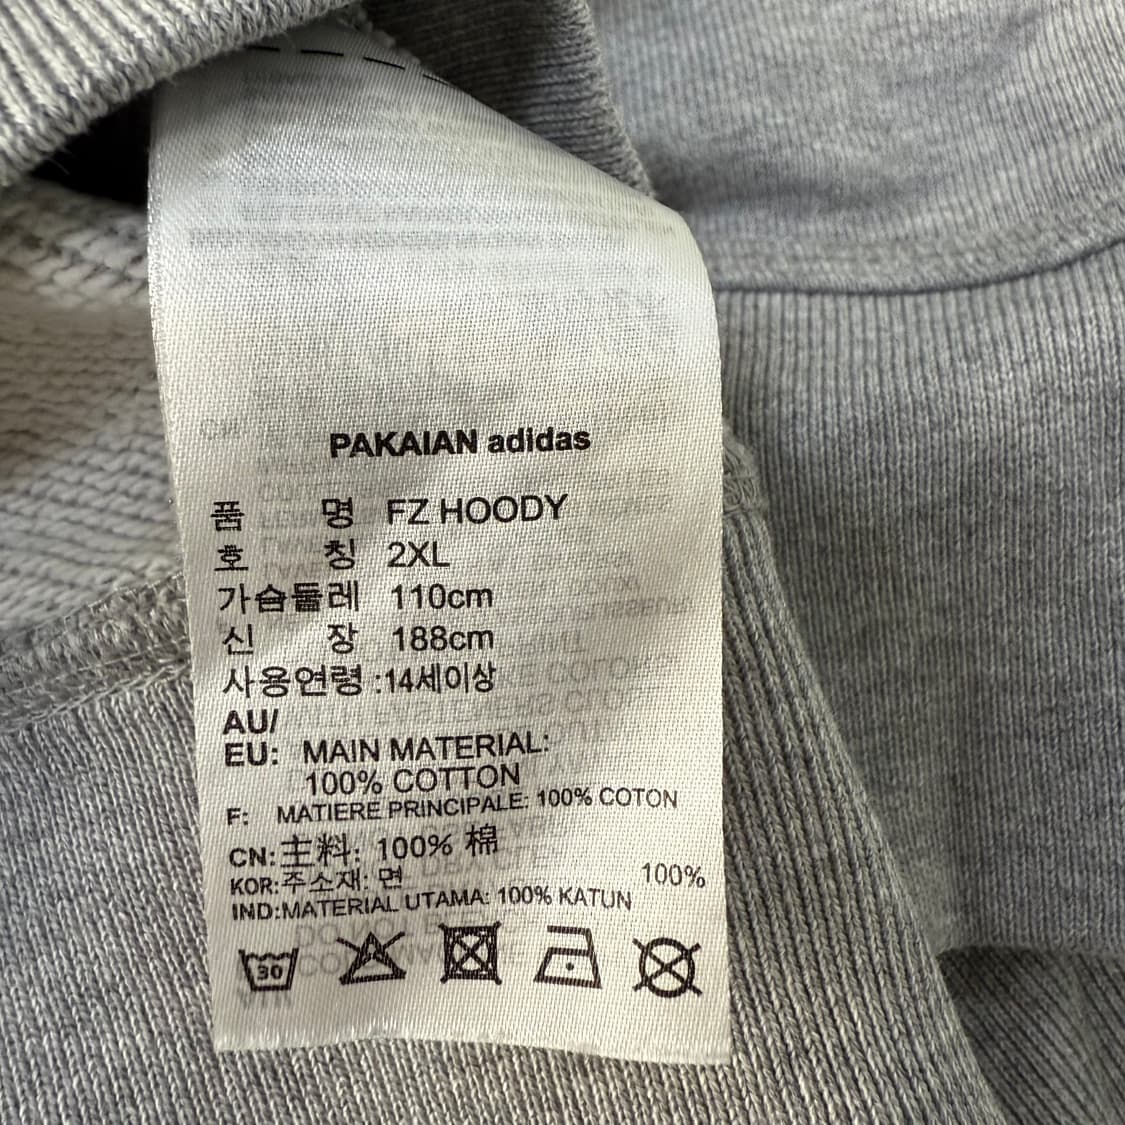 PAKAIAN adidas
품 명 FZ HOODY
호 칭 2XL
가슴둘레 110cm
신 장 188cm
사용연령 :14세이상
AU/
EU: MAIN MATERIAL:
100% COTTON
F: MATIERE PRINCIPALE: 100% COTON
CN:主料: 100% 棉
KOR:주소재: 면 100%
IND:MATERIAL UTAMA: 100% KATUN
30